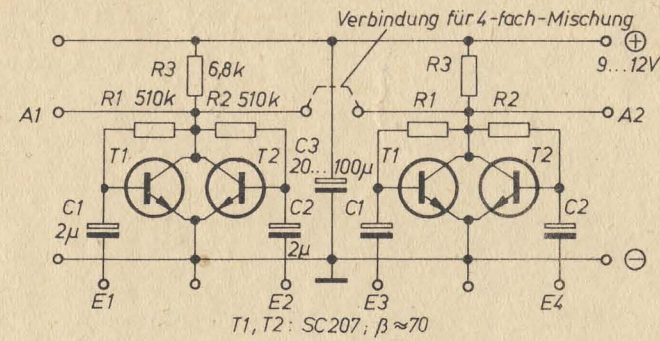 Verbindung für 4-fach-Mischung
R3 6,8k
R3
9...12V
A1
R1 510k
R2 510k
R1
R2
A2
T1
T2
C3
20...100µ
T1
T2
C1
2µ
C2
2µ
C1
C2
E1
E2
E3
E4
T1, T2: SC207; β≈70